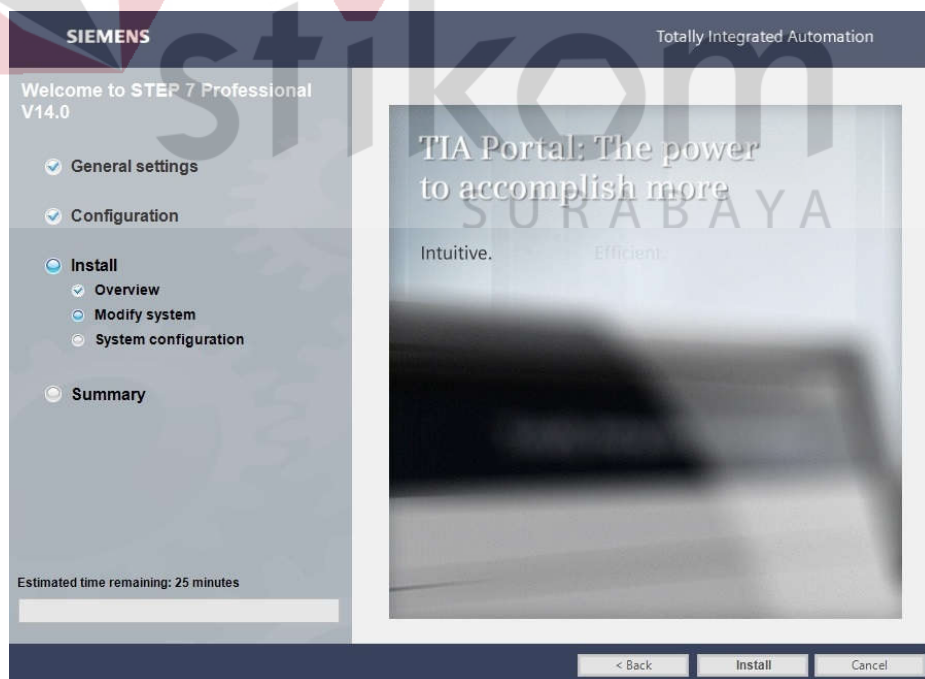 SIEMENS
Totally Integrated Automation
stikom
SURABAYA
Welcome to STEP 7 Professional
V14.0
General settings
Configuration
Install
Overview
Modify system
System configuration
Summary
Estimated time remaining: 25 minutes
TIA Portal: The power
to accomplish more
Intuitive. Efficient.
< Back Install Cancel